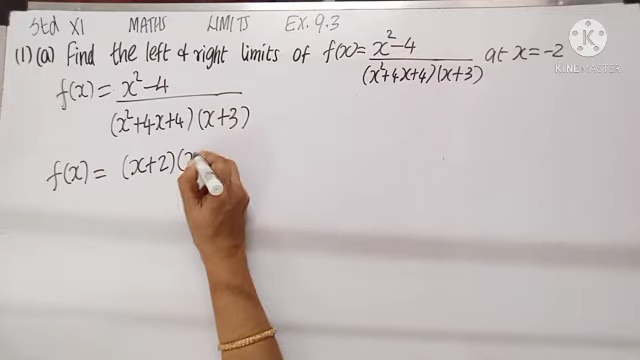 Std XI MATHS LIMITS EX. 9.3
(1) (a) Find the left & right limits of f(x) = x²-4 / (x²+4x+4)(x+3) at x = -2
f(x) = x²-4 / (x²+4x+4)(x+3)
f(x) = (x+2)(x
K
KINEMASTER